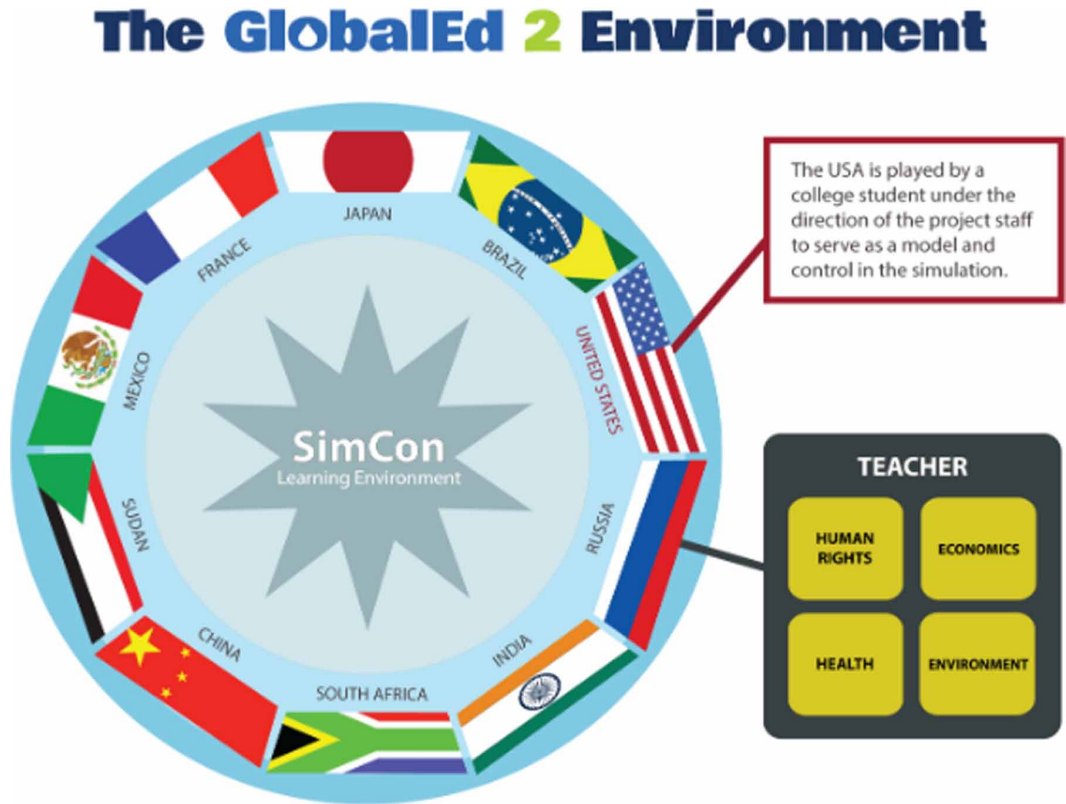 The GlobalEd 2 Environment
JAPAN
BRAZIL
UNITED STATES
RUSSIA
INDIA
SOUTH AFRICA
CHINA
SUDAN
MEXICO
FRANCE
SimCon
Learning Environment
The USA is played by a
college student under the
direction of the project staff
to serve as a model and
control in the simulation.
TEACHER
HUMAN
RIGHTS
ECONOMICS
HEALTH
ENVIRONMENT